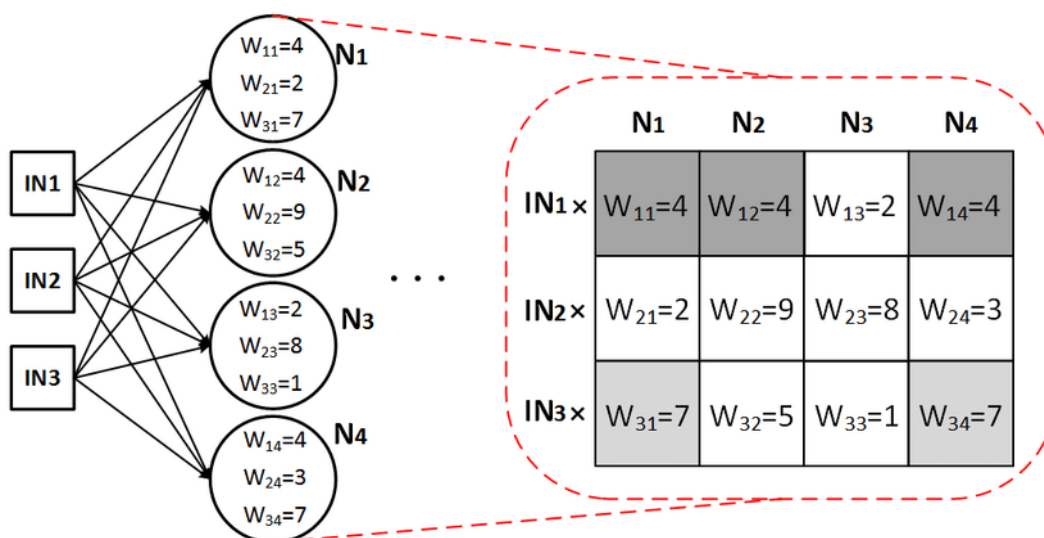 W₁₁=4
W₂₁=2
W₃₁=7
N₁
W₁₂=4
W₂₂=9
W₃₂=5
N₂
W₁₃=2
W₂₃=8
W₃₃=1
N₃
W₁₄=4
W₂₄=3
W₃₄=7
N₄
IN1
IN2
IN3
. . .
N₁ N₂ N₃ N₄
IN₁× W₁₁=4 W₁₂=4 W₁₃=2 W₁₄=4
IN₂× W₂₁=2 W₂₂=9 W₂₃=8 W₂₄=3
IN₃× W₃₁=7 W₃₂=5 W₃₃=1 W₃₄=7